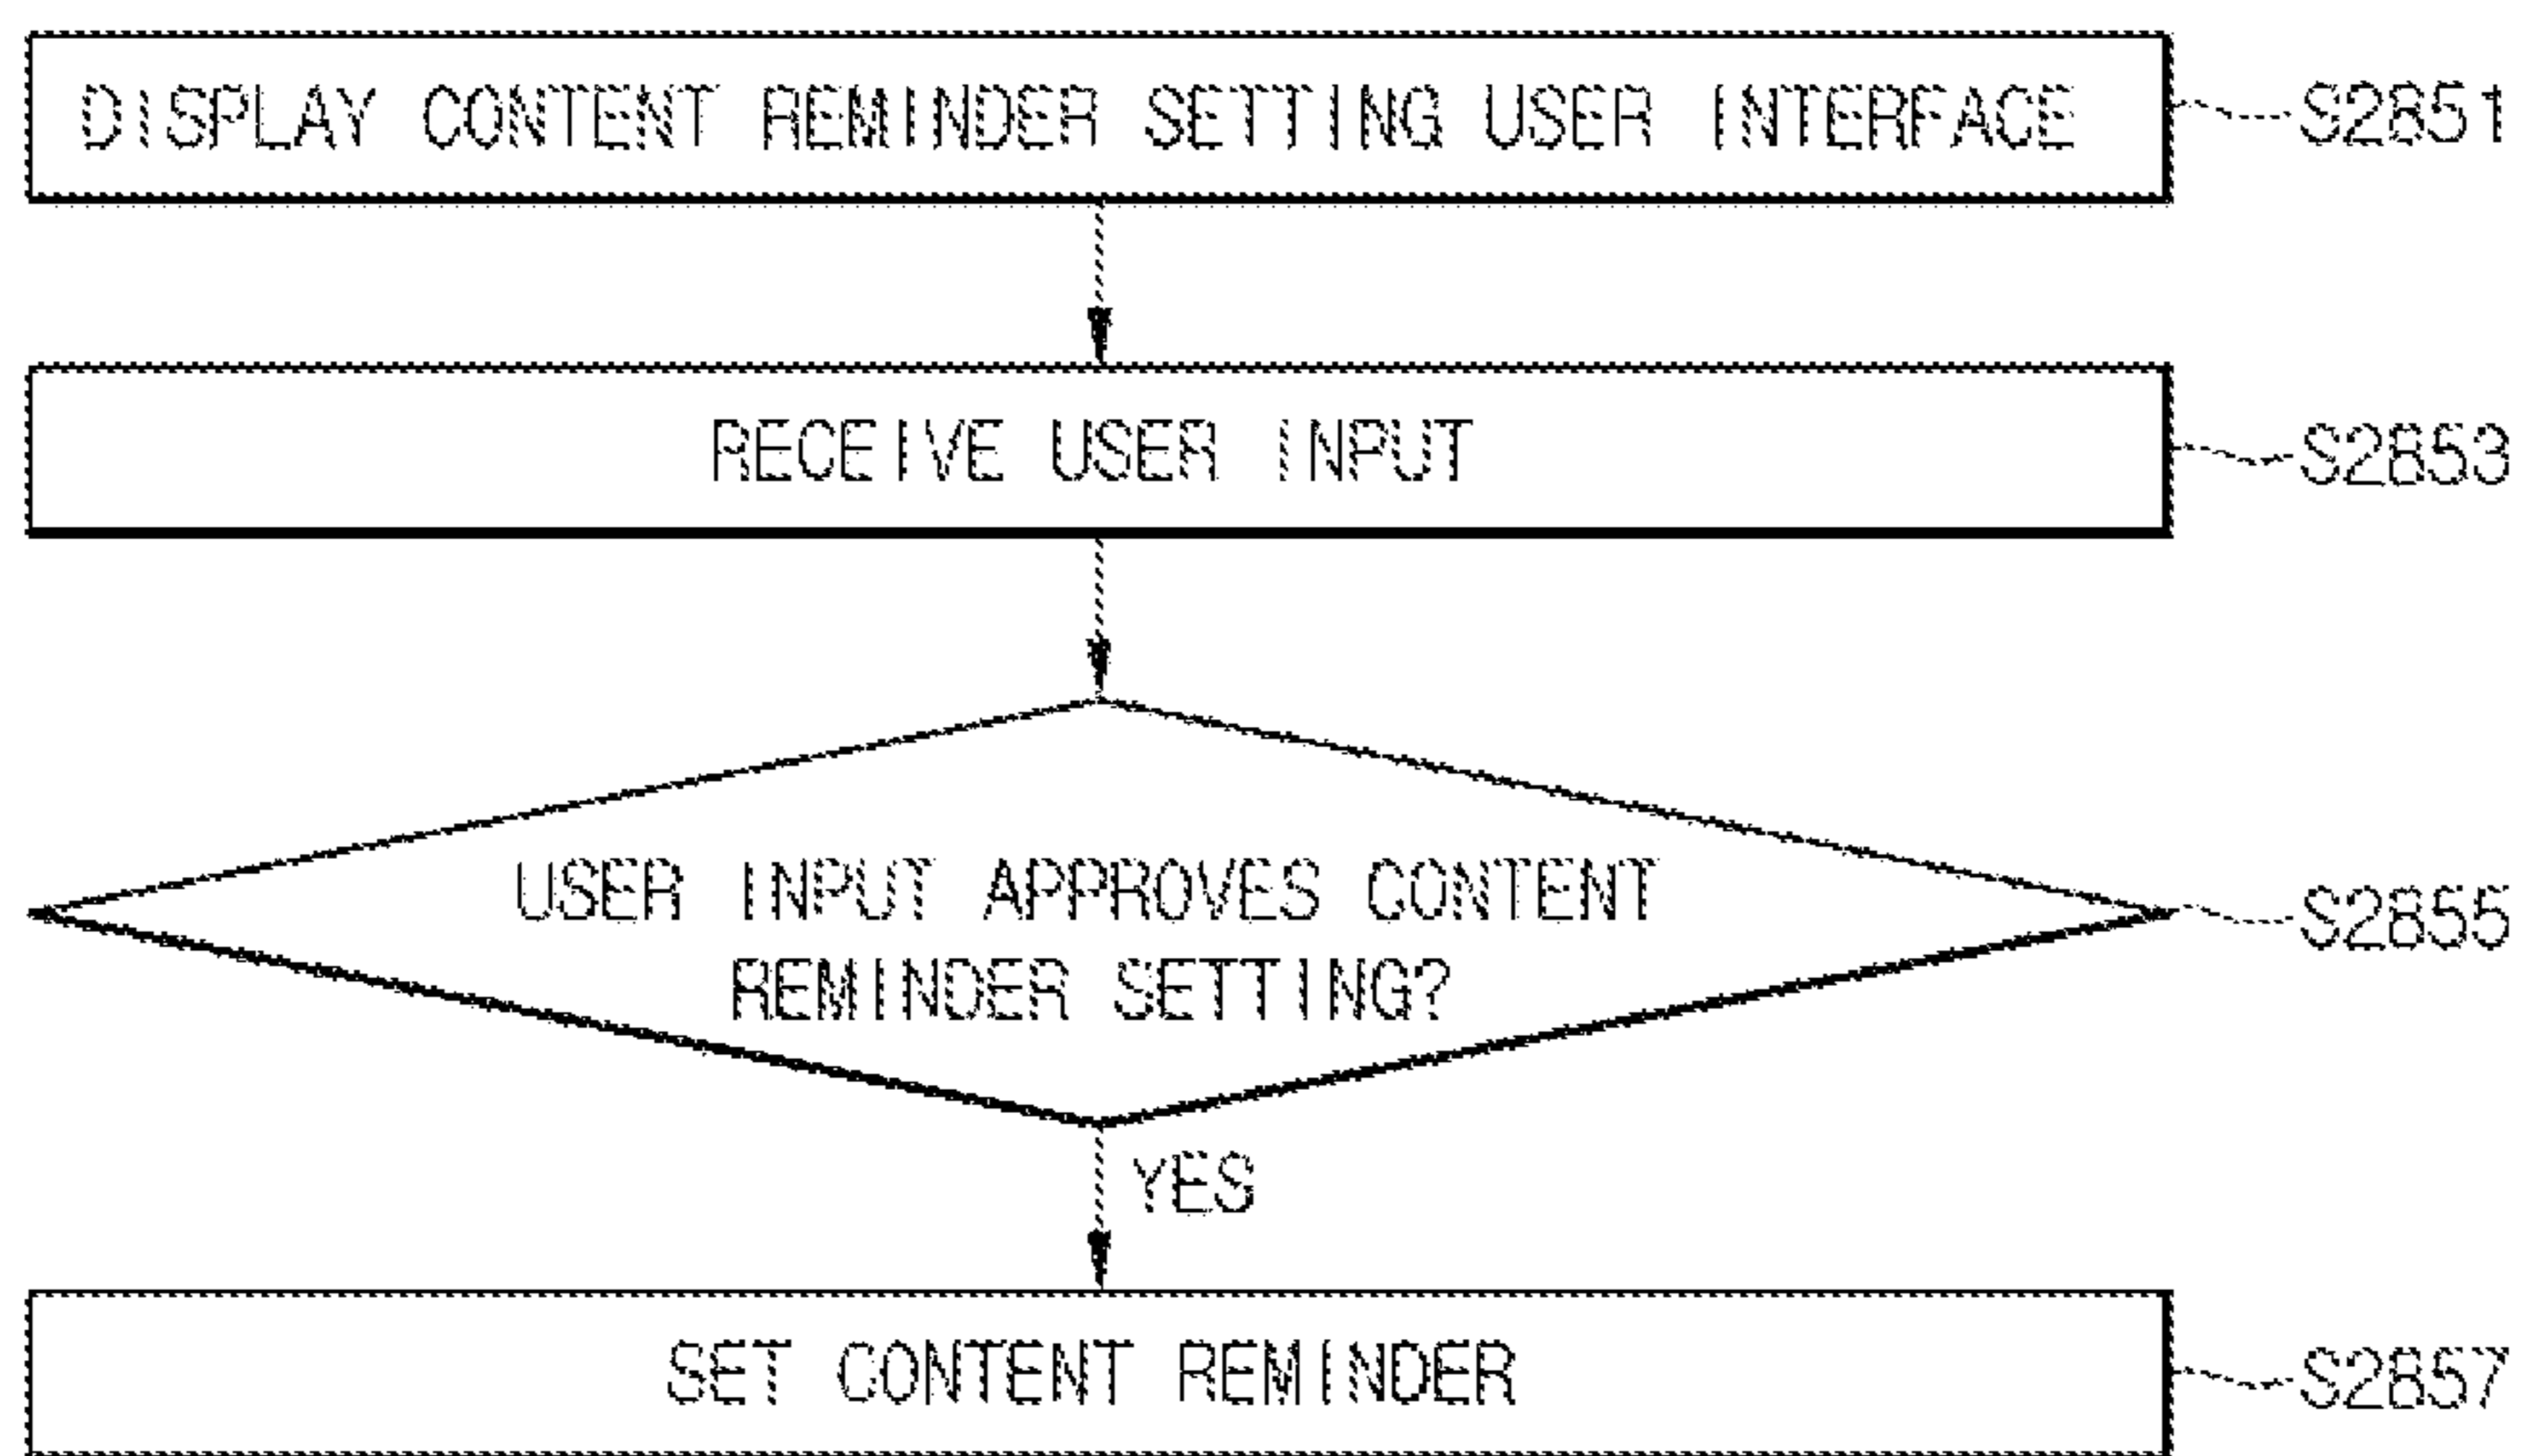 DISPLAY CONTENT REMINDER SETTING USER INTERFACE S2851
RECEIVE USER INPUT S2853
USER INPUT APPROVES CONTENT
REMINDER SETTING? S2855
YES
SET CONTENT REMINDER S2857